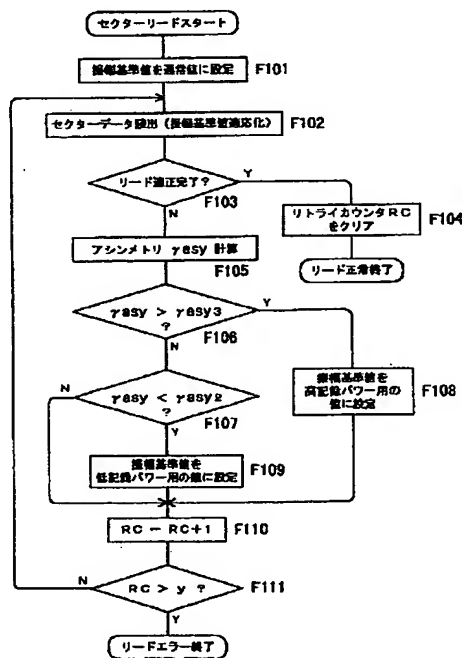 セクターリードスタート
振幅基準値を通常値に設定
F101
セクターデータ検出（振幅基準値適応化）
F102
リード適正完了？
Y
F103
N
リトライカウンタRC
をクリア
F104
アシンメトリ γasy 計算
F105
リード正常終了
γasy > γasy3
?
Y
F106
N
γasy < γasy2
?
N
F107
Y
振幅基準値を
高記録パワー用の
値に設定
F108
振幅基準値を
低記録パワー用の値に設定
F109
RC − RC+1
F110
RC > y ?
N
F111
Y
リードエラー終了